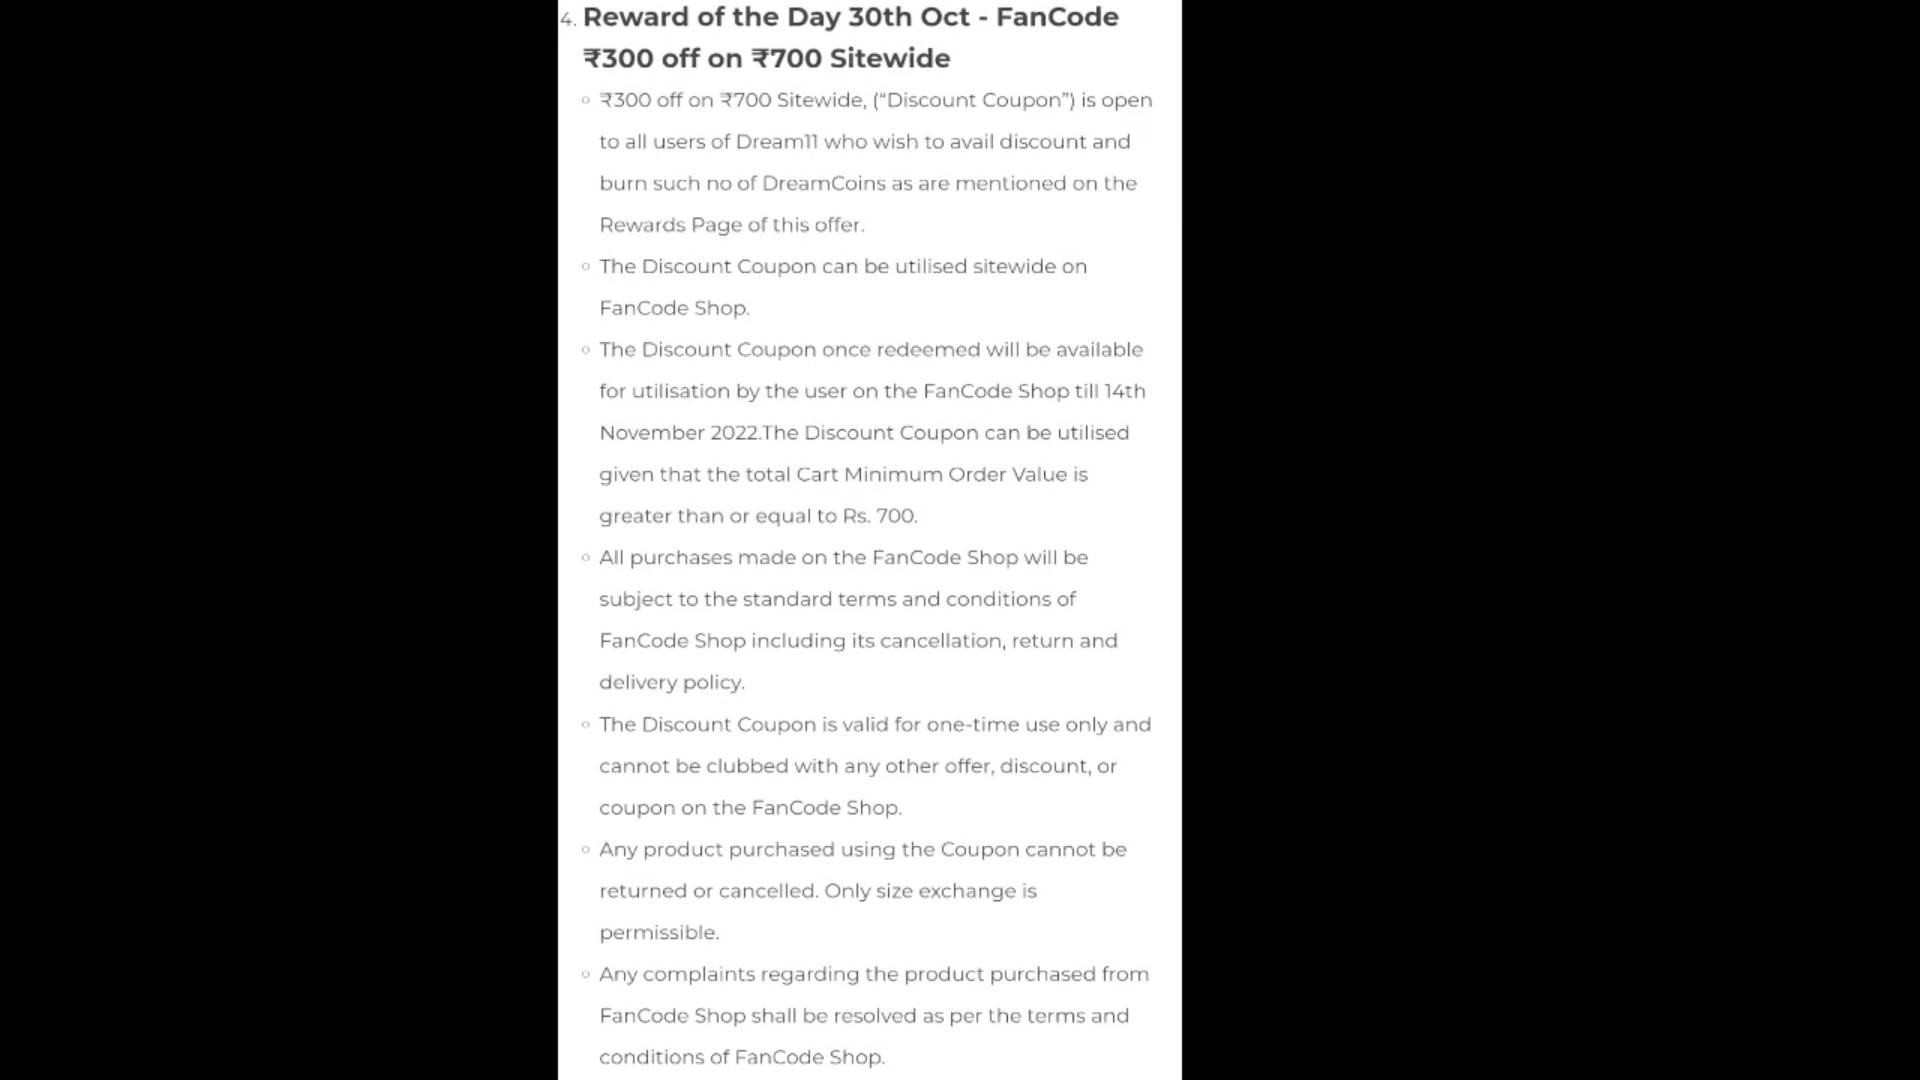 4. Reward of the Day 30th Oct - FanCode
₹300 off on ₹700 Sitewide
○ ₹300 off on ₹700 Sitewide, (“Discount Coupon”) is open
to all users of Dream11 who wish to avail discount and
burn such no of DreamCoins as are mentioned on the
Rewards Page of this offer.
○ The Discount Coupon can be utilised sitewide on
FanCode Shop.
○ The Discount Coupon once redeemed will be available
for utilisation by the user on the FanCode Shop till 14th
November 2022.The Discount Coupon can be utilised
given that the total Cart Minimum Order Value is
greater than or equal to Rs. 700.
○ All purchases made on the FanCode Shop will be
subject to the standard terms and conditions of
FanCode Shop including its cancellation, return and
delivery policy.
○ The Discount Coupon is valid for one-time use only and
cannot be clubbed with any other offer, discount, or
coupon on the FanCode Shop.
○ Any product purchased using the Coupon cannot be
returned or cancelled. Only size exchange is
permissible.
○ Any complaints regarding the product purchased from
FanCode Shop shall be resolved as per the terms and
conditions of FanCode Shop.